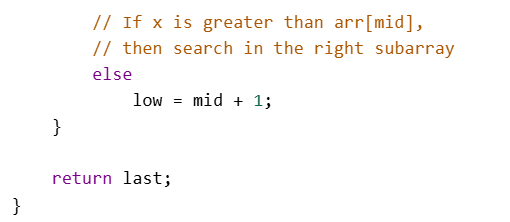 // If x is greater than arr[mid],
// then search in the right subarray
else
low = mid + 1;
}
return last;
}